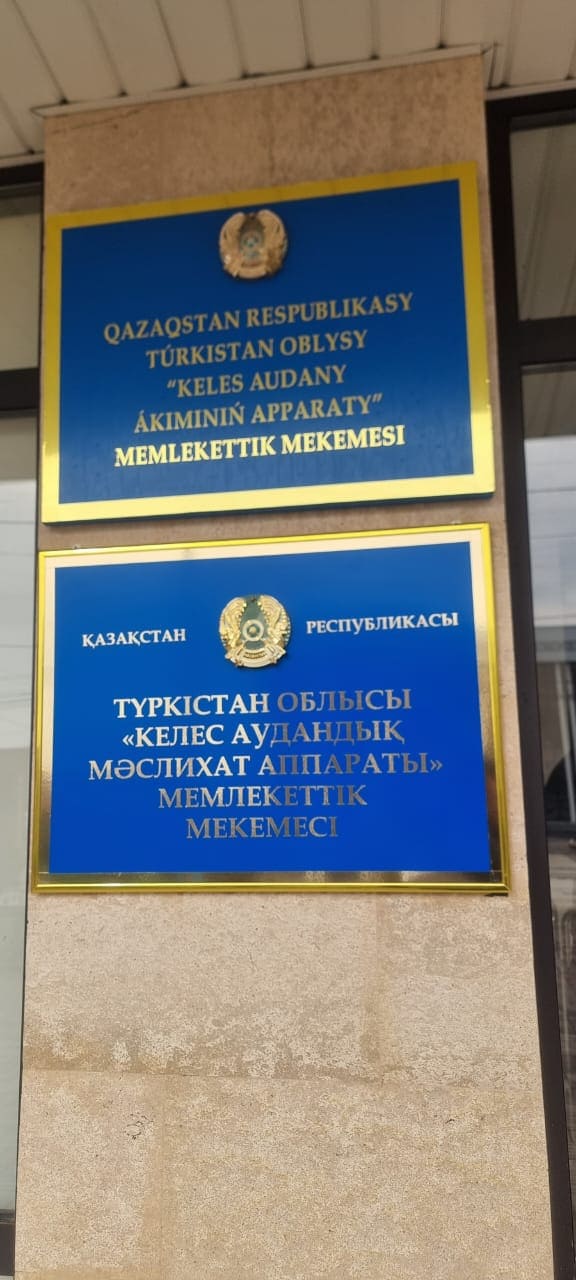 QAZAQSTAN RESPUBLIKASY
TÚRKISTAN OBLYSY
“KELES AUDANY
ÁKIMINIŃ APPARATY”
MEMLEKETTIK MEKEMESI
ҚАЗАҚСТАН РЕСПУБЛИКАСЫ
ТҮРКІСТАН ОБЛЫСЫ
«КЕЛЕС АУДАНДЫҚ
МӘСЛИХАТ АППАРАТЫ»
МЕМЛЕКЕТТІК
МЕКЕМЕСІ